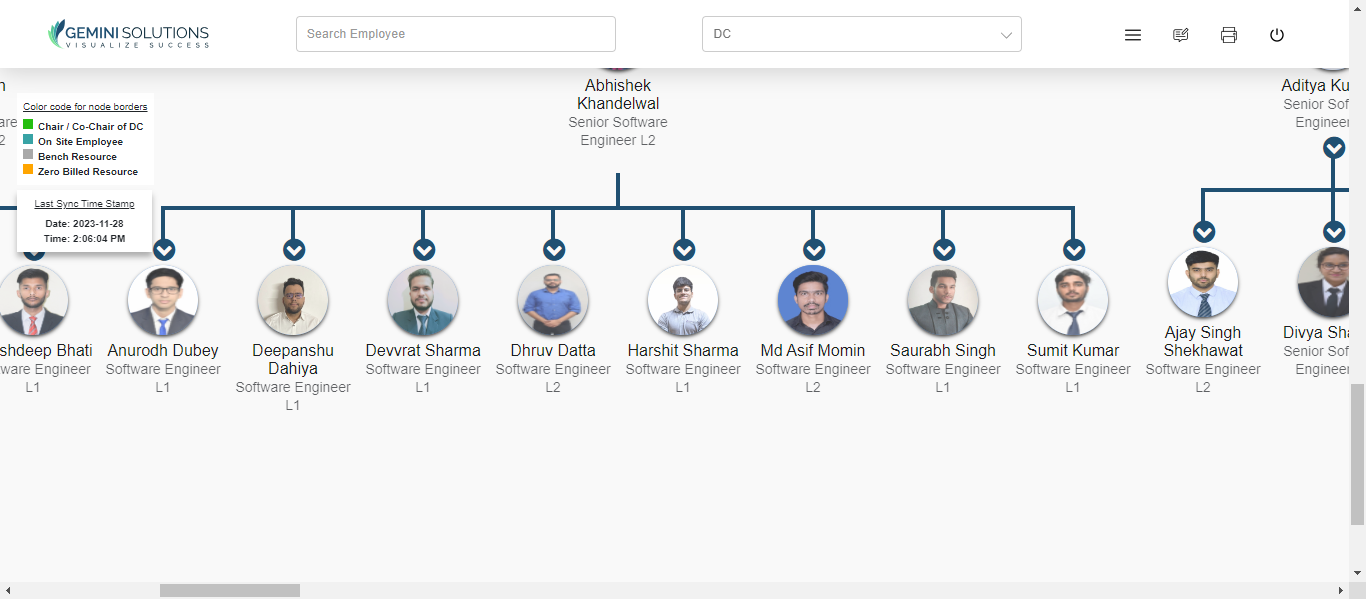 GEMINI SOLUTIONS
VISUALIZE SUCCESS
Search Employee
DC
Color code for node borders
Chair / Co-Chair of DC
On Site Employee
Bench Resource
Zero Billed Resource
Last Sync Time Stamp
Date: 2023-11-28
Time: 2:06:04 PM
Abhishek
Khandelwal
Senior Software
Engineer L2
Aditya Ku
Senior Sof
Engineer
shdeep Bhati
ware Engineer
L1
Anurodh Dubey
Software Engineer
L1
Deepanshu
Dahiya
Software Engineer
L1
Devvrat Sharma
Software Engineer
L1
Dhruv Datta
Software Engineer
L2
Harshit Sharma
Software Engineer
L1
Md Asif Momin
Software Engineer
L2
Saurabh Singh
Software Engineer
L1
Sumit Kumar
Software Engineer
L1
Ajay Singh
Shekhawat
Software Engineer
L2
Divya Sha
Senior Sof
Engineer